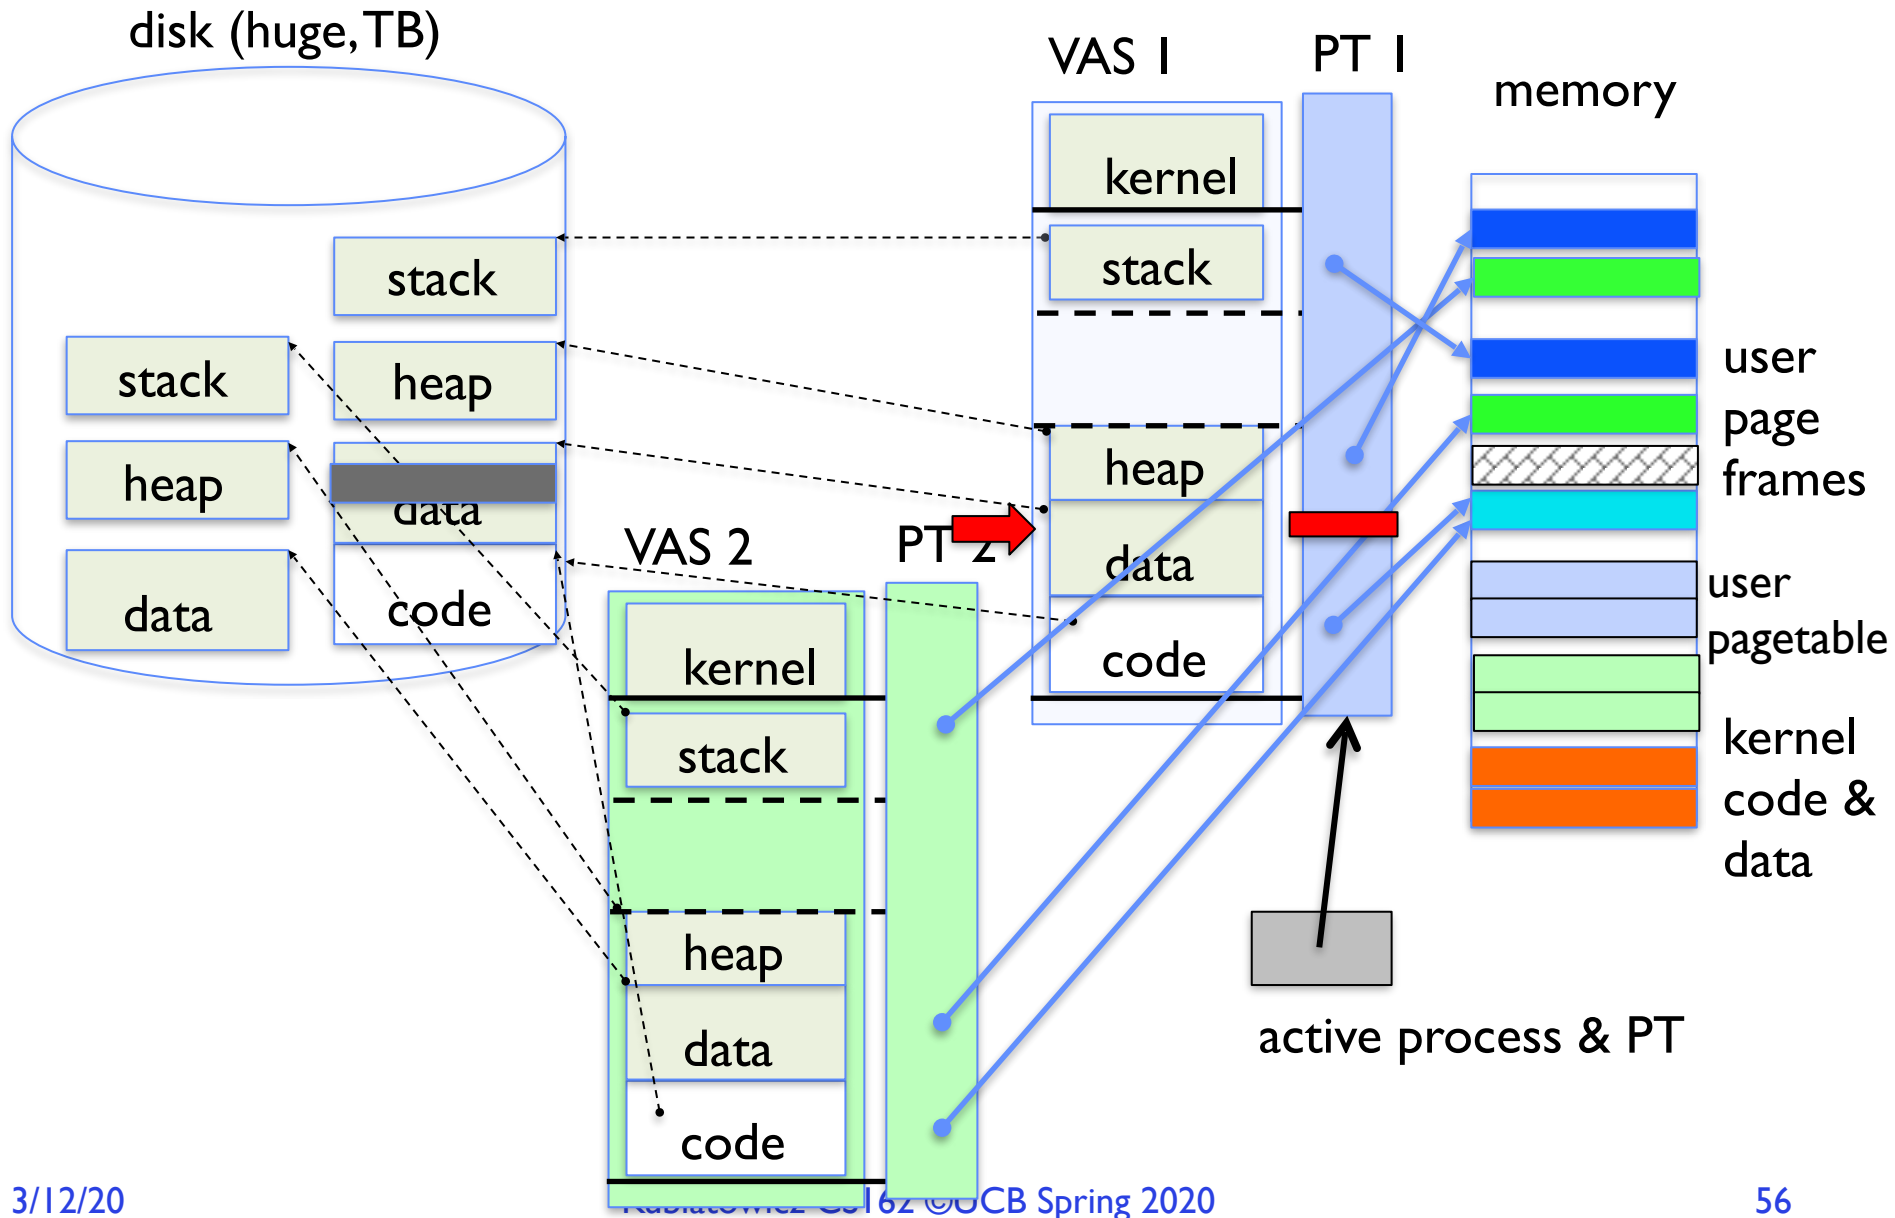 disk (huge, TB)
VAS 1
PT 1
memory
kernel
stack
stack
stack
heap
heap
heap
data
data
code
data
code
VAS 2
PT 2
user
page
frames
user
pagetable
kernel
code &
data
kernel
stack
heap
data
code
active process & PT
3/12/20
Kubiatowicz CS162 ©UCB Spring 2020
56